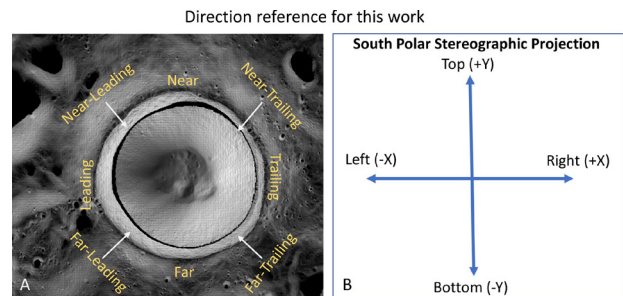 Direction reference for this work
Near
Near-Leading
Near-Trailing
Leading
Trailing
Far-Leading
Far-Trailing
Far
A
South Polar Stereographic Projection
Top (+Y)
Left (-X)
Right (+X)
Bottom (-Y)
B